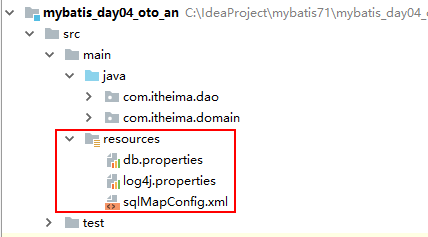 mybatis_day04_oto_an C:\IdeaProject\mybatis71\mybatis_day04_o
src
main
java
com.itheima.dao
com.itheima.domain
resources
db.properties
log4j.properties
sqlMapConfig.xml
test